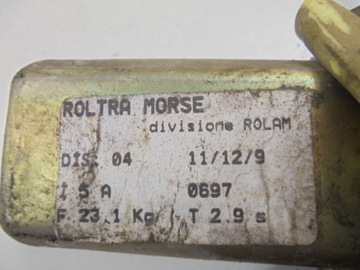 ROLTRA MORSE
divisione ROLAM
DIS. 04 11/12/9
I 5 A 0697
F 23.1 Kp T 2.9 s